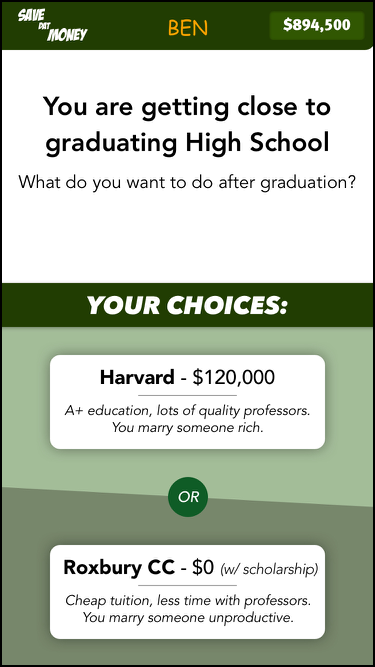 SAVE
DAT
MONEY
BEN
$894,500
You are getting close to
graduating High School
What do you want to do after graduation?
YOUR CHOICES:
Harvard - $120,000
A+ education, lots of quality professors.
You marry someone rich.
OR
Roxbury CC - $0 (w/ scholarship)
Cheap tuition, less time with professors.
You marry someone unproductive.